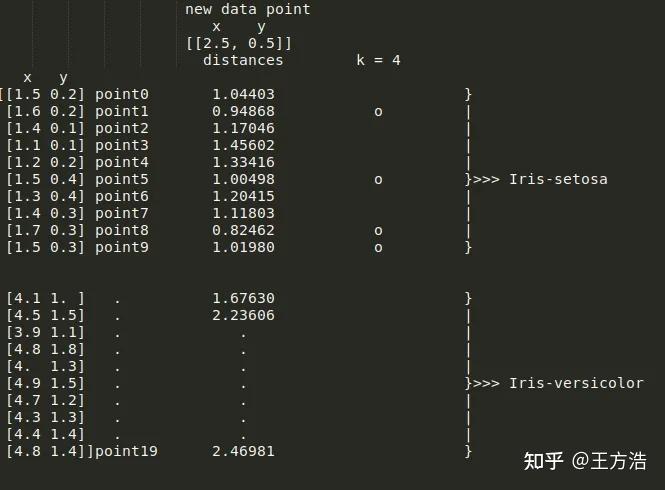 new data point
x y
[[2.5, 0.5]]
distances k = 4
x y
[[1.5 0.2] point0 1.04403 }
[1.6 0.2] point1 0.94868 o |
[1.4 0.1] point2 1.17046 |
[1.1 0.1] point3 1.45602 |
[1.2 0.2] point4 1.33416 |
[1.5 0.4] point5 1.00498 o }>>> Iris-setosa
[1.3 0.4] point6 1.20415 |
[1.4 0.3] point7 1.11803 |
[1.7 0.3] point8 0.82462 o |
[1.5 0.3] point9 1.01980 o }
[4.1 1. ] . 1.67630 }
[4.5 1.5] . 2.23606 |
[3.9 1.1] . . |
[4.8 1.8] . . |
[4. 1.3] . . |
[4.9 1.5] . . }>>> Iris-versicolor
[4.7 1.2] . . |
[4.3 1.3] . . |
[4.4 1.4] . . |
[4.8 1.4]]point19 2.46981 }
知乎 @王方浩